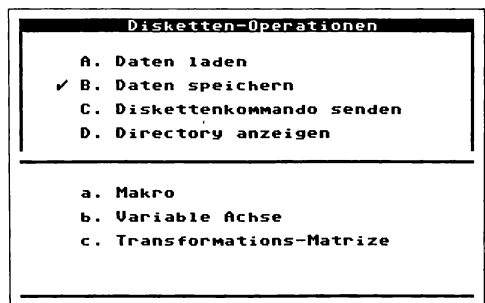 Disketten-Operationen
A. Daten laden
✓ B. Daten speichern
C. Diskettenkommando senden
D. Directory anzeigen
a. Makro
b. Variable Achse
c. Transformations-Matrize